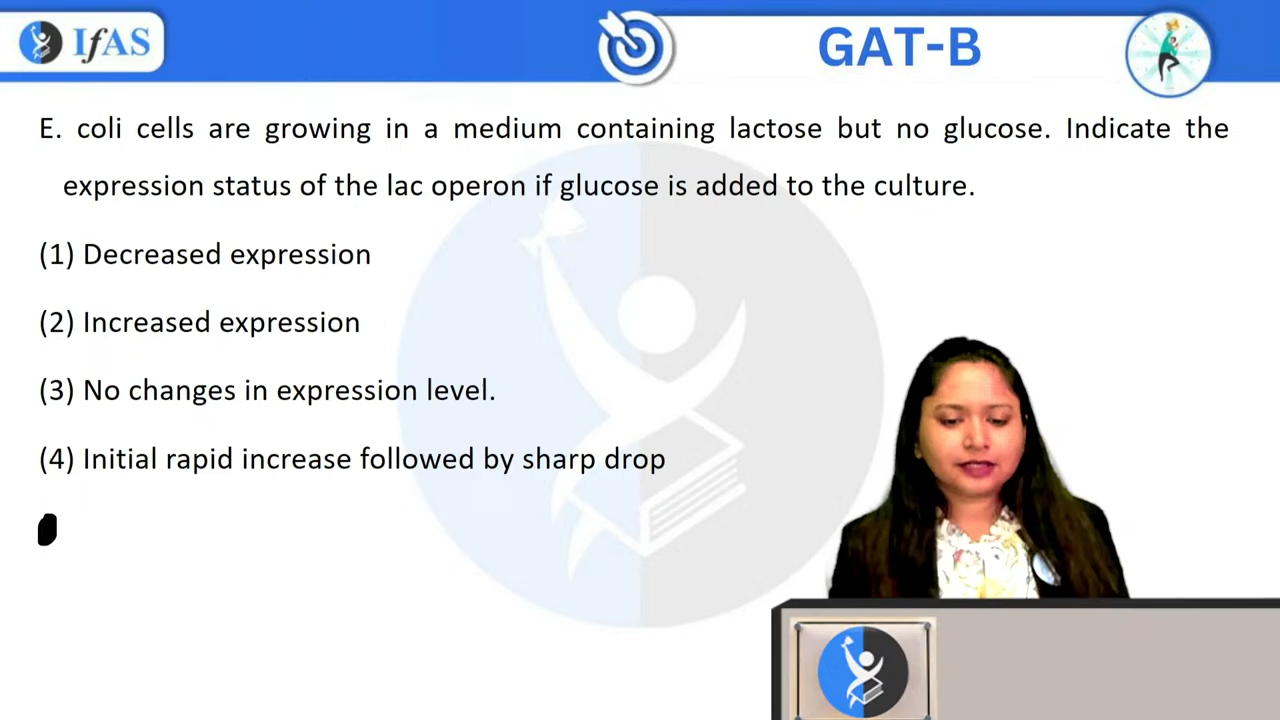 IfAS
GAT-B
E. coli cells are growing in a medium containing lactose but no glucose. Indicate the
expression status of the lac operon if glucose is added to the culture.
(1) Decreased expression
(2) Increased expression
(3) No changes in expression level.
(4) Initial rapid increase followed by sharp drop